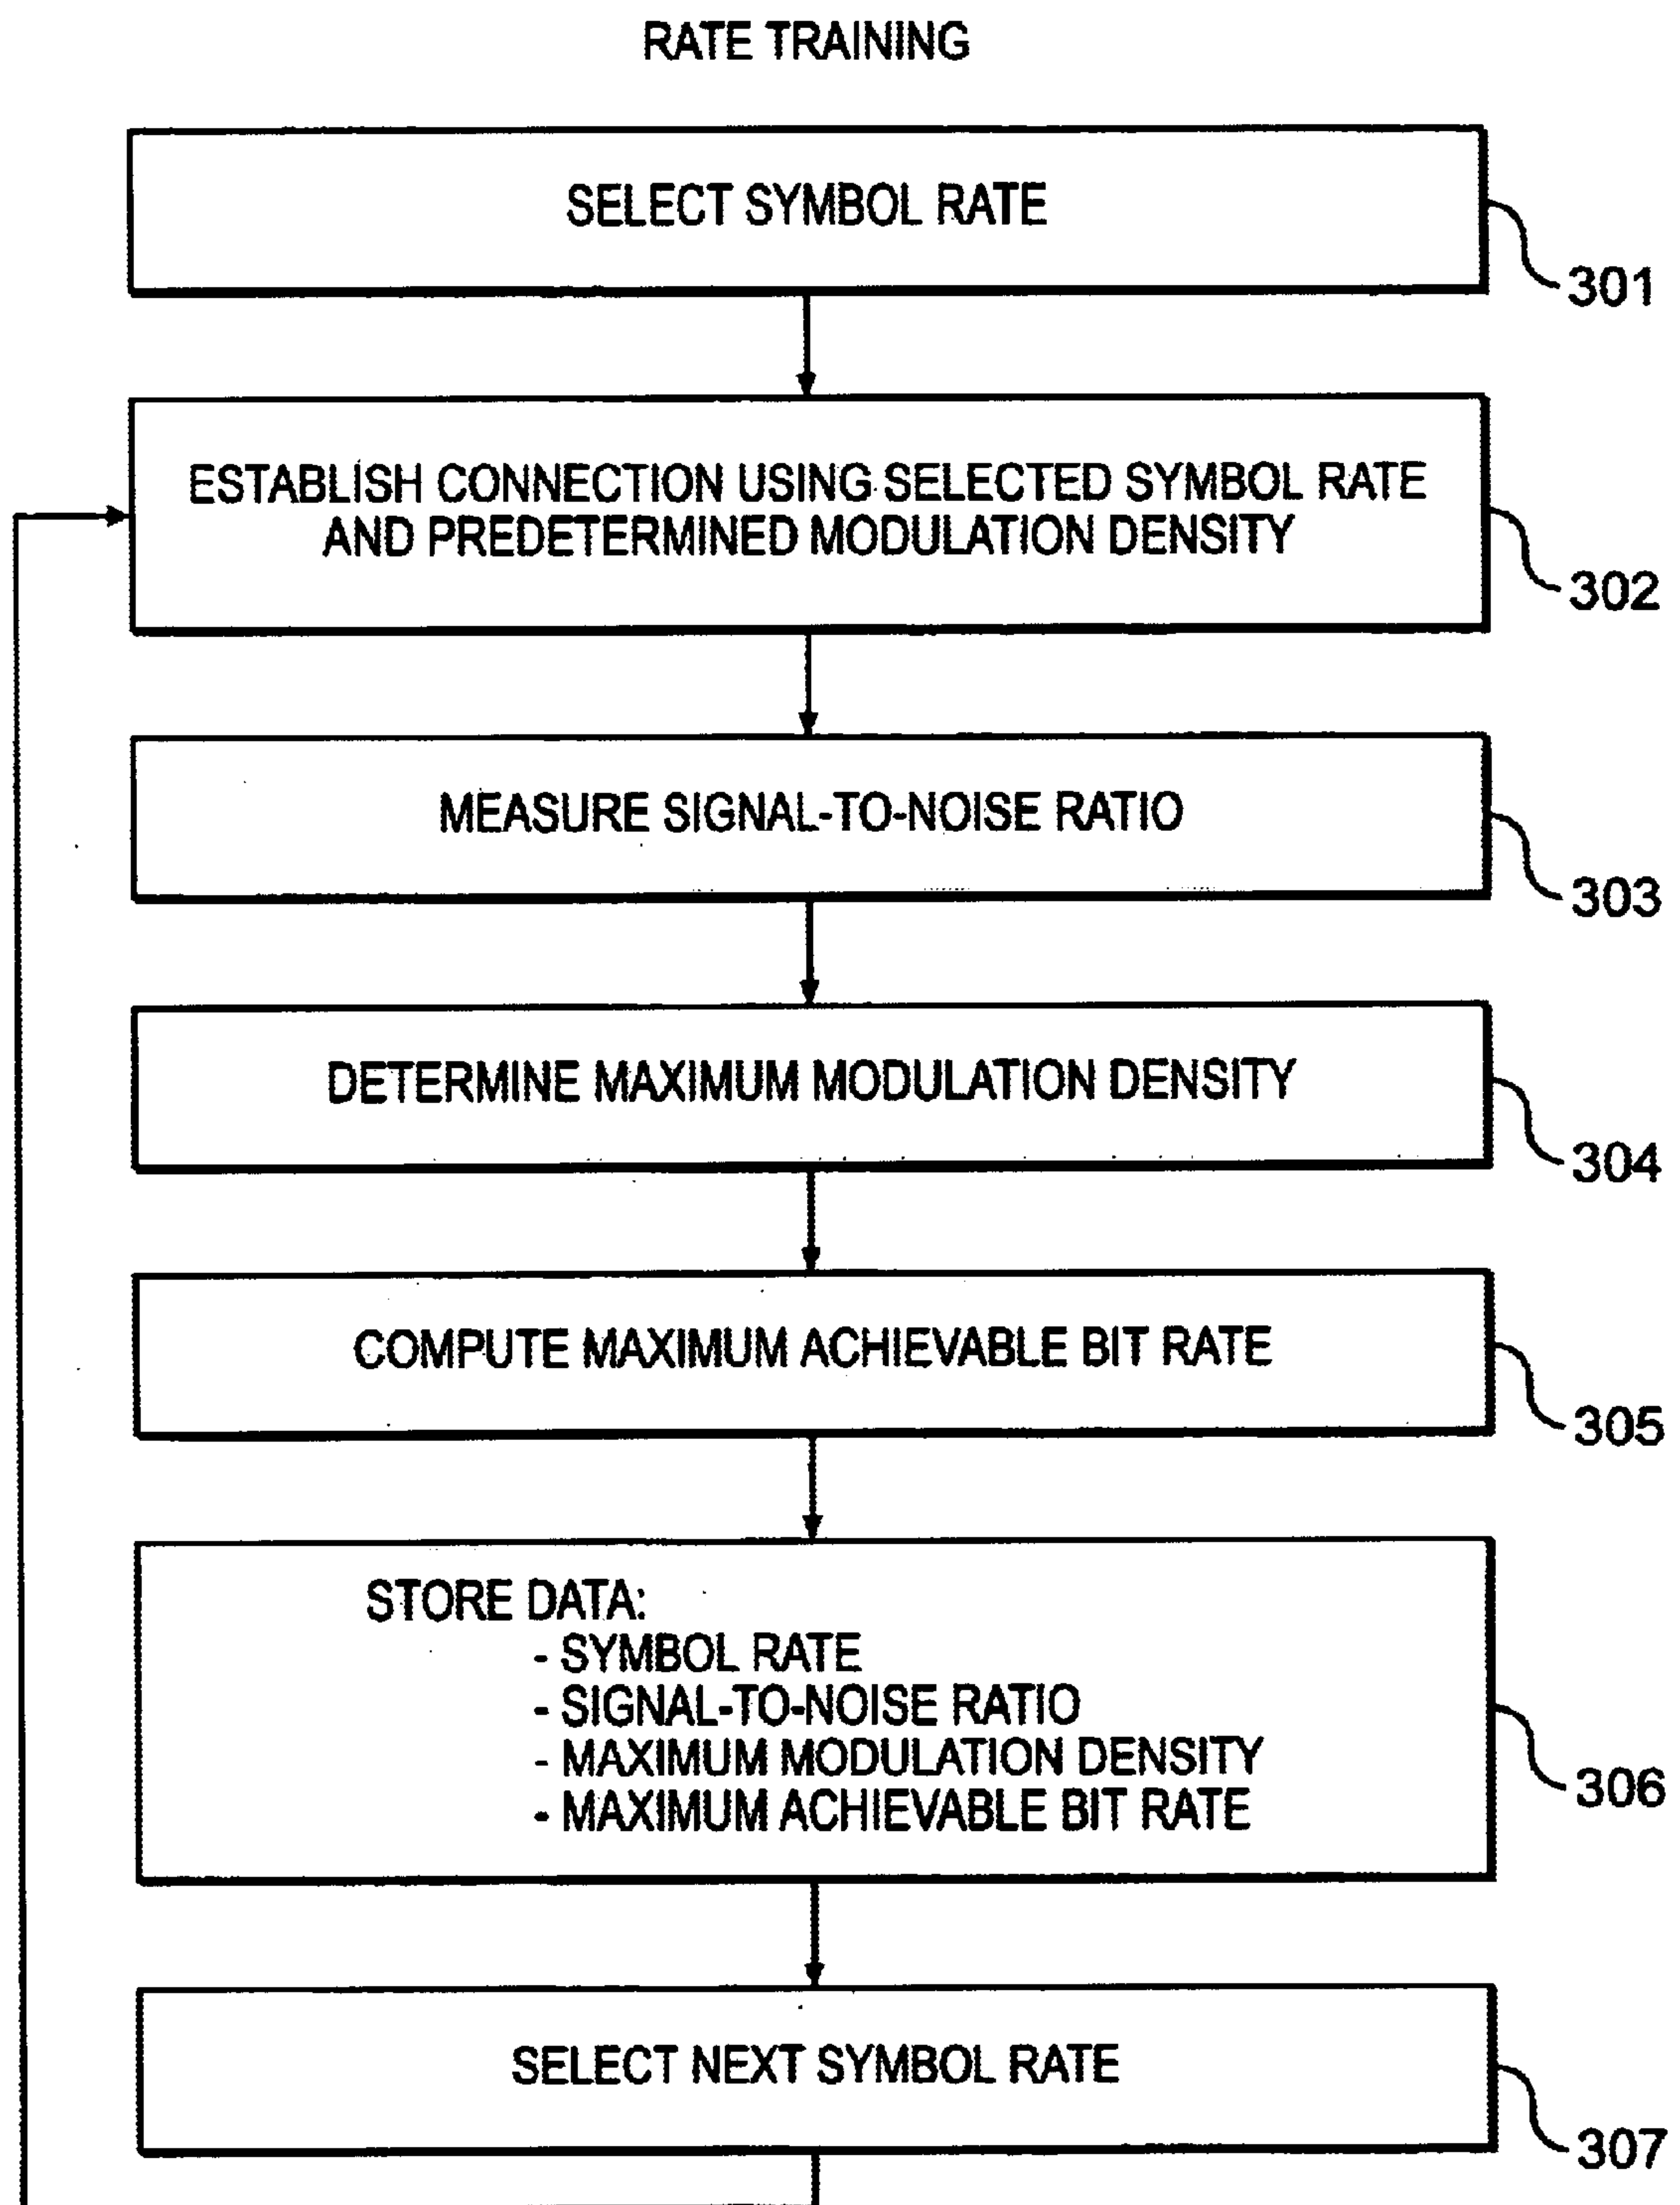 RATE TRAINING
SELECT SYMBOL RATE
301
ESTABLISH CONNECTION USING SELECTED SYMBOL RATE
AND PREDETERMINED MODULATION DENSITY
302
MEASURE SIGNAL-TO-NOISE RATIO
303
DETERMINE MAXIMUM MODULATION DENSITY
304
COMPUTE MAXIMUM ACHIEVABLE BIT RATE
305
STORE DATA:
- SYMBOL RATE
- SIGNAL-TO-NOISE RATIO
- MAXIMUM MODULATION DENSITY
- MAXIMUM ACHIEVABLE BIT RATE
306
SELECT NEXT SYMBOL RATE
307